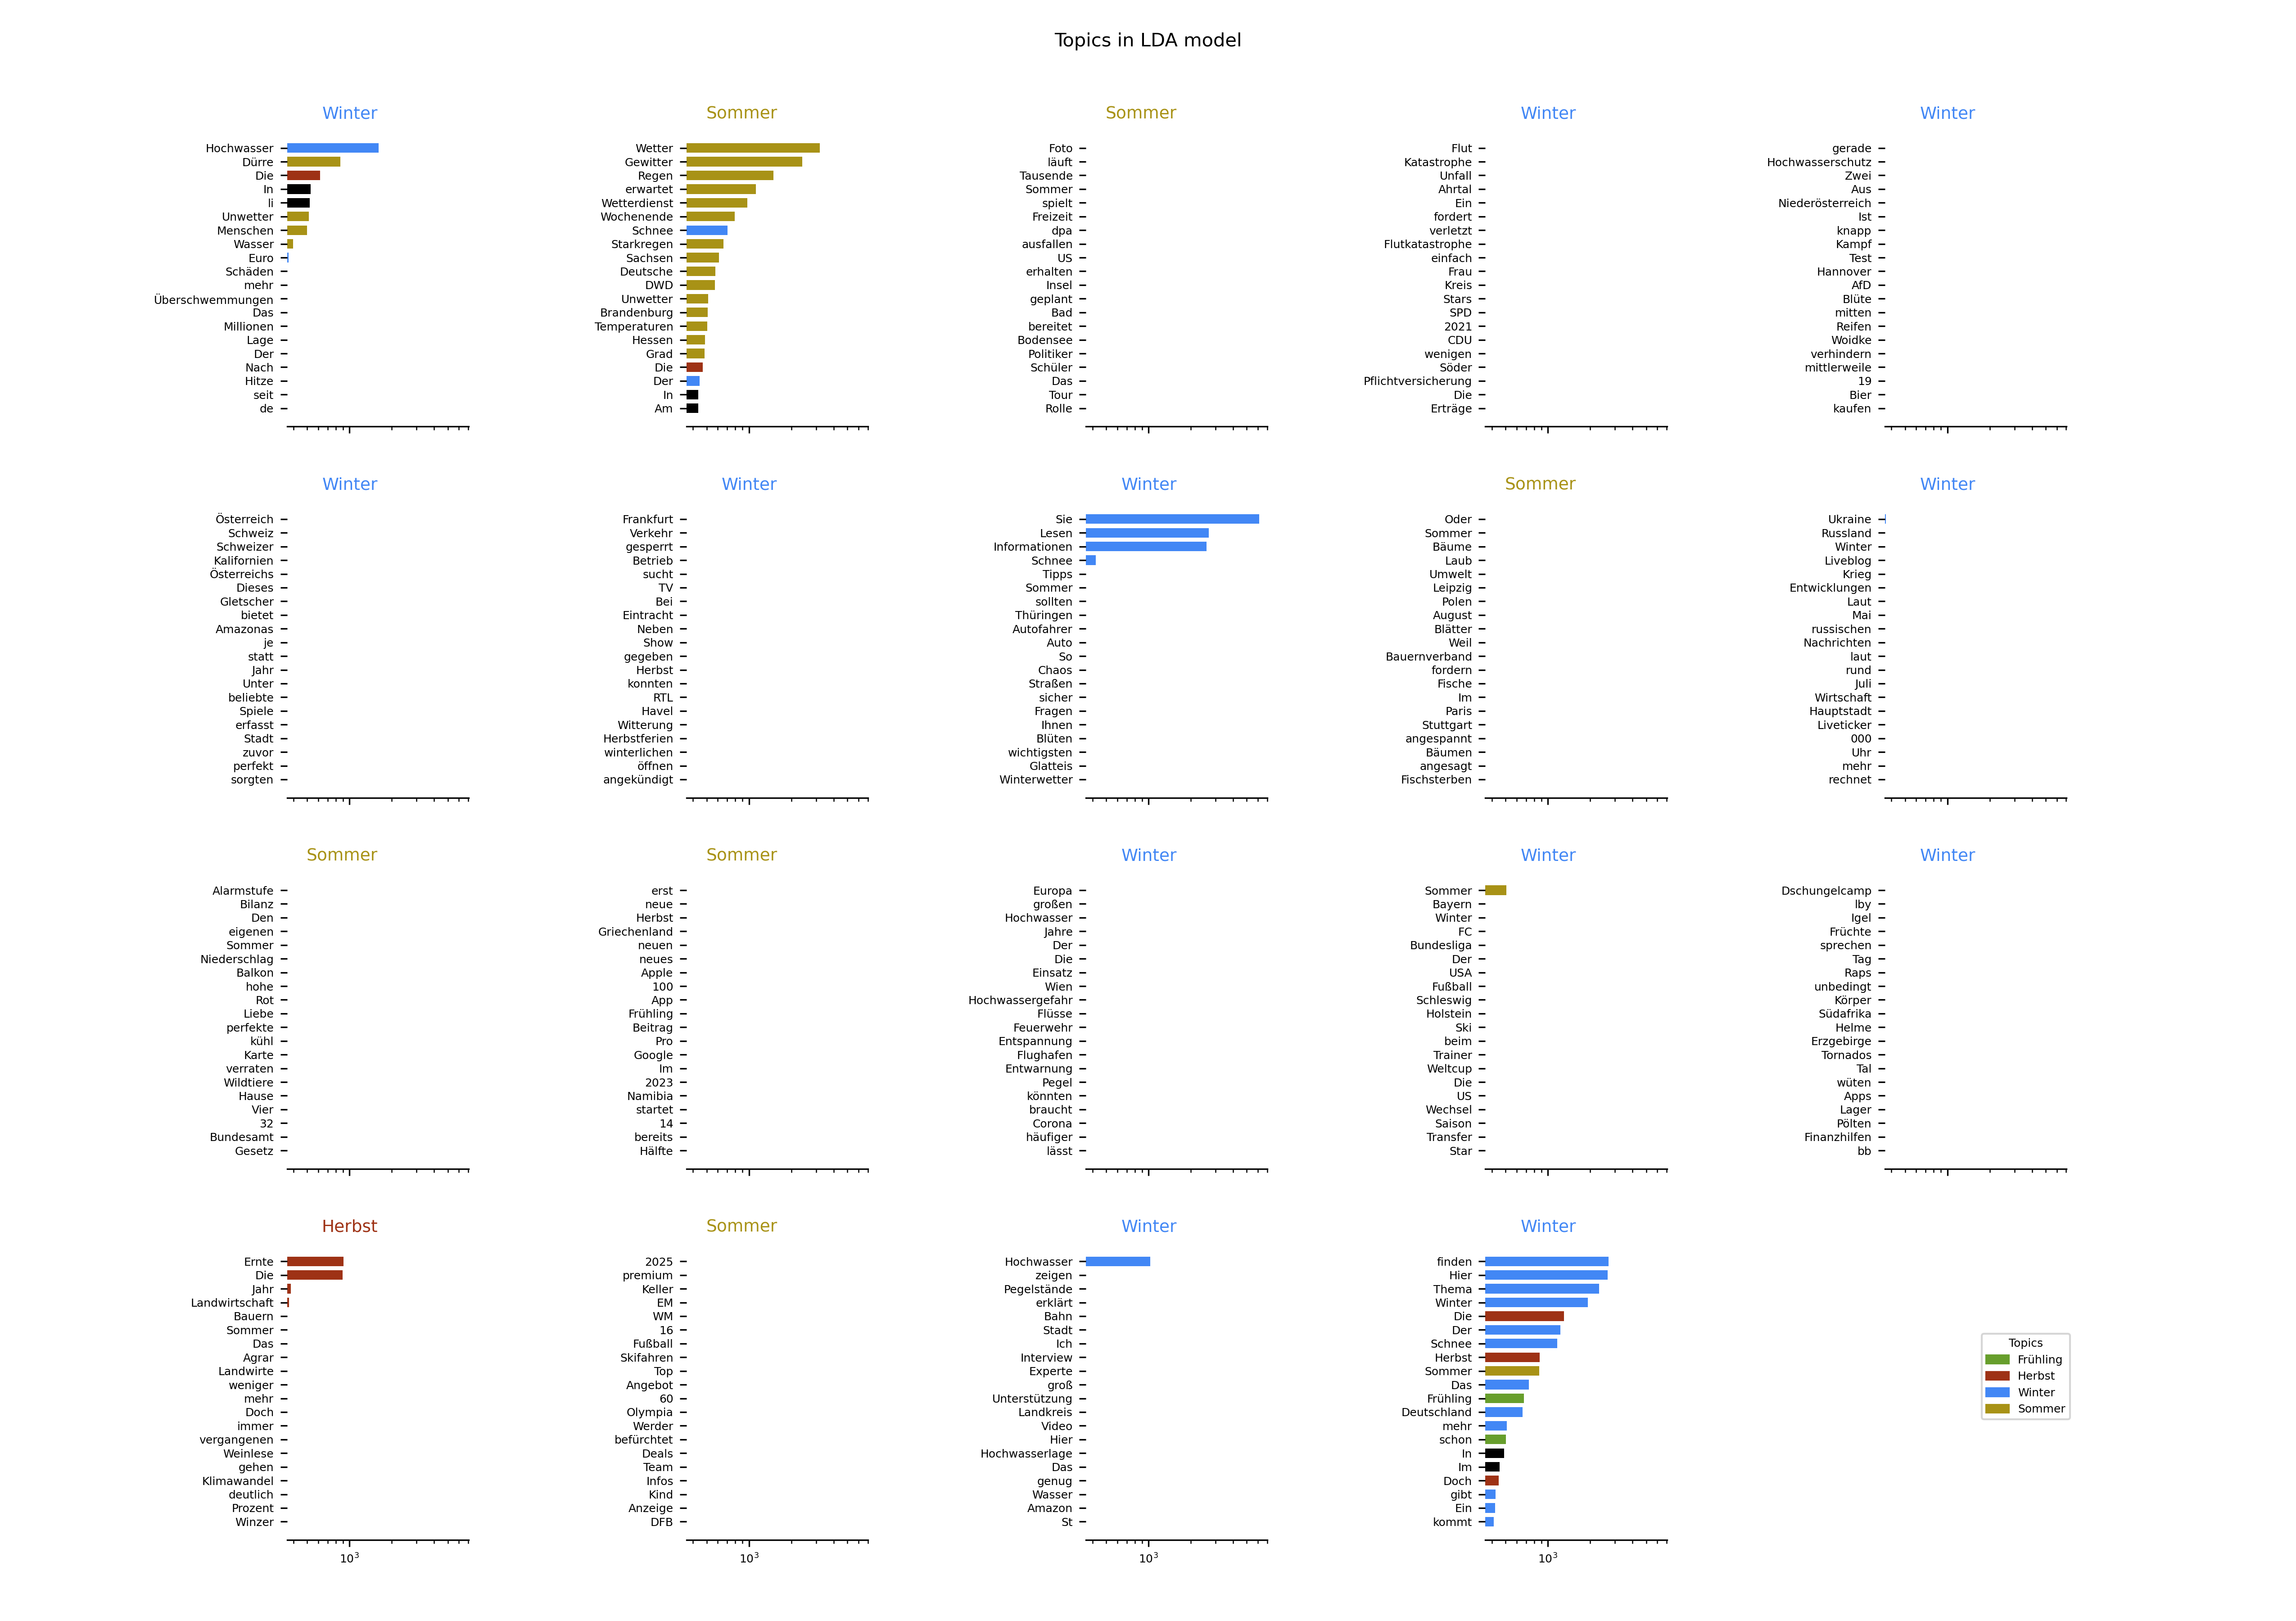 Topics in LDA model
Winter
Hochwasser
Dürre
Die
In
li
Unwetter
Menschen
Wasser
Euro
Schäden
mehr
Überschwemmungen
Das
Millionen
Lage
Der
Nach
Hitze
seit
de
Sommer
Wetter
Gewitter
Regen
erwartet
Wetterdienst
Wochenende
Schnee
Starkregen
Sachsen
Deutsche
DWD
Unwetter
Brandenburg
Temperaturen
Hessen
Grad
Die
Der
In
Am
Sommer
Foto
läuft
Tausende
Sommer
spielt
Freizeit
dpa
ausfallen
US
erhalten
Insel
geplant
Bad
bereitet
Bodensee
Politiker
Schüler
Das
Tour
Rolle
Winter
Flut
Katastrophe
Unfall
Ahrtal
Ein
fordert
verletzt
Flutkatastrophe
einfach
Frau
Kreis
Stars
SPD
2021
CDU
wenigen
Söder
Pflichtversicherung
Die
Erträge
Winter
gerade
Hochwasserschutz
Zwei
Aus
Niederösterreich
Ist
knapp
Kampf
Test
Hannover
AfD
Blüte
mitten
Reifen
Woidke
verhindern
mittlerweile
19
Bier
kaufen
Winter
Österreich
Schweiz
Schweizer
Kalifornien
Österreichs
Dieses
Gletscher
bietet
Amazonas
je
statt
Jahr
Unter
beliebte
Spiele
erfasst
Stadt
zuvor
perfekt
sorgten
Winter
Frankfurt
Verkehr
gesperrt
Betrieb
sucht
TV
Bei
Eintracht
Neben
Show
gegeben
Herbst
konnten
RTL
Havel
Witterung
Herbstferien
winterlichen
öffnen
angekündigt
Winter
Sie
Lesen
Informationen
Schnee
Tipps
Sommer
sollten
Thüringen
Autofahrer
Auto
So
Chaos
Straßen
sicher
Fragen
Ihnen
Blüten
wichtigsten
Glatteis
Winterwetter
Sommer
Oder
Sommer
Bäume
Laub
Umwelt
Leipzig
Polen
August
Blätter
Weil
Bauernverband
fordern
Fische
Im
Paris
Stuttgart
angespannt
Bäumen
angesagt
Fischsterben
Winter
Ukraine
Russland
Winter
Liveblog
Krieg
Entwicklungen
Laut
Mai
russischen
Nachrichten
laut
rund
Juli
Wirtschaft
Hauptstadt
Liveticker
000
Uhr
mehr
rechnet
Sommer
Alarmstufe
Bilanz
Den
eigenen
Sommer
Niederschlag
Balkon
hohe
Rot
Liebe
perfekte
kühl
Karte
verraten
Wildtiere
Hause
Vier
32
Bundesamt
Gesetz
Sommer
erst
neue
Herbst
Griechenland
neuen
neues
Apple
100
App
Frühling
Beitrag
Pro
Google
Im
2023
Namibia
startet
14
bereits
Hälfte
Winter
Europa
großen
Hochwasser
Jahre
Der
Die
Einsatz
Wien
Hochwassergefahr
Flüsse
Feuerwehr
Entspannung
Flughafen
Entwarnung
Pegel
könnten
braucht
Corona
häufiger
lässt
Winter
Sommer
Bayern
Winter
FC
Bundesliga
Der
USA
Fußball
Schleswig
Holstein
Ski
beim
Trainer
Weltcup
Die
US
Wechsel
Saison
Transfer
Star
Winter
Dschungelcamp
lby
Igel
Früchte
sprechen
Tag
Raps
unbedingt
Körper
Südafrika
Helme
Erzgebirge
Tornados
Tal
wüten
Apps
Lager
Pölten
Finanzhilfen
bb
Herbst
Ernte
Die
Jahr
Landwirtschaft
Bauern
Sommer
Das
Agrar
Landwirte
weniger
mehr
Doch
immer
vergangenen
Weinlese
gehen
Klimawandel
deutlich
Prozent
Winzer
10³
Sommer
2025
premium
Keller
EM
WM
16
Fußball
Skifahren
Top
Angebot
60
Olympia
Werder
befürchtet
Deals
Team
Infos
Kind
Anzeige
DFB
10³
Winter
Hochwasser
zeigen
Pegelstände
erklärt
Bahn
Stadt
Ich
Interview
Experte
groß
Unterstützung
Landkreis
Video
Hier
Hochwasserlage
Das
genug
Wasser
Amazon
St
10³
Winter
finden
Hier
Thema
Winter
Die
Der
Schnee
Herbst
Sommer
Das
Frühling
Deutschland
mehr
schon
In
Im
Doch
gibt
Ein
kommt
10³
Topics
Frühling
Herbst
Winter
Sommer